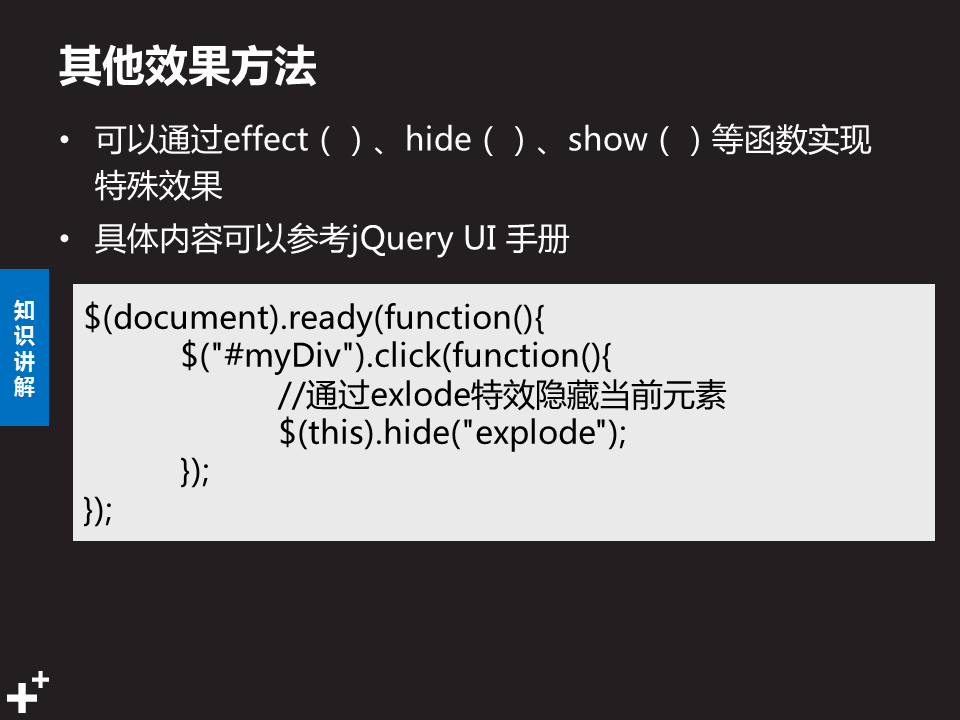 其他效果方法
• 可以通过effect（ ）、hide（ ）、show（ ）等函数实现
特殊效果
• 具体内容可以参考jQuery UI 手册
知
识
讲
解
$(document).ready(function(){
$("#myDiv").click(function(){
//通过exlode特效隐藏当前元素
$(this).hide("explode");
});
});